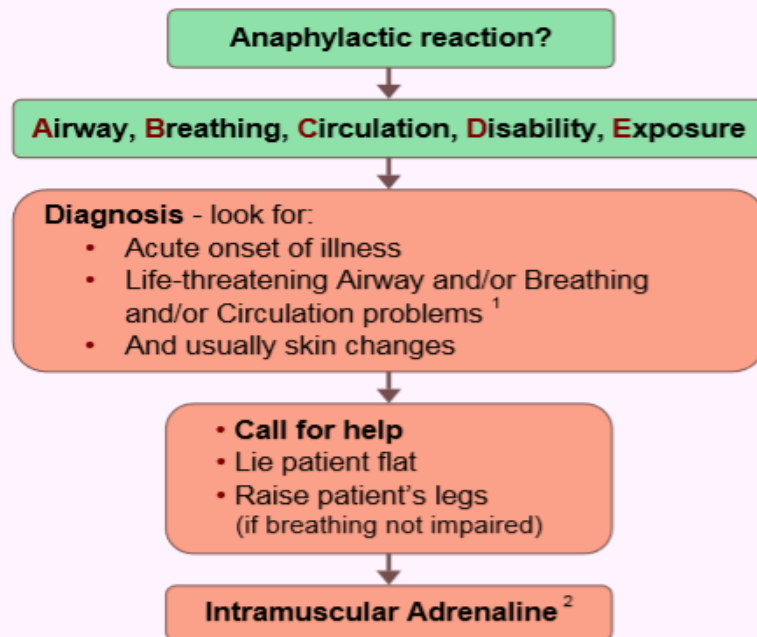 Anaphylactic reaction?
Airway, Breathing, Circulation, Disability, Exposure
Diagnosis - look for:
• Acute onset of illness
• Life-threatening Airway and/or Breathing
and/or Circulation problems 1
• And usually skin changes
• Call for help
• Lie patient flat
• Raise patient's legs
(if breathing not impaired)
Intramuscular Adrenaline 2